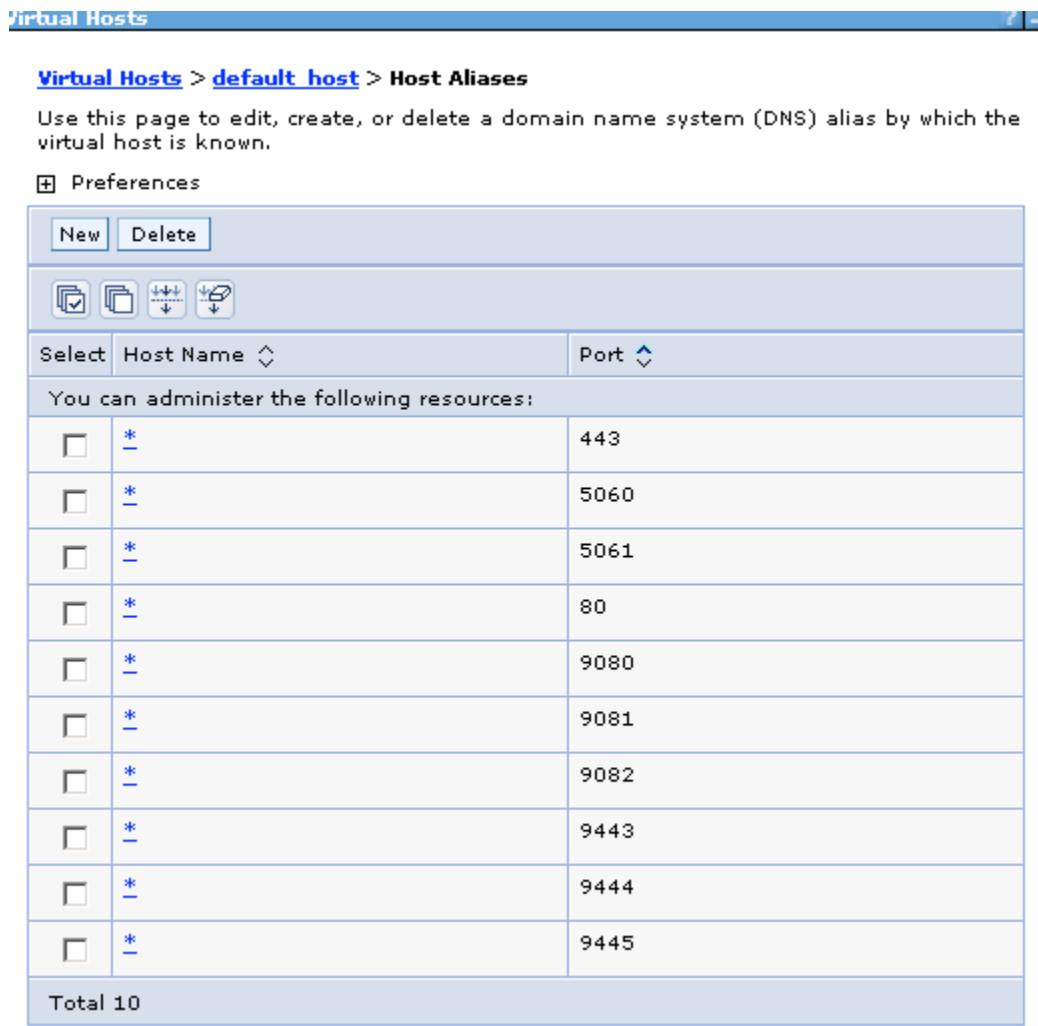 Virtual Hosts ? -
Virtual Hosts > default_host > Host Aliases
Use this page to edit, create, or delete a domain name system (DNS) alias by which the
virtual host is known.
+ Preferences
New Delete
Select Host Name Port
You can administer the following resources:
* 443
* 5060
* 5061
* 80
* 9080
* 9081
* 9082
* 9443
* 9444
* 9445
Total 10